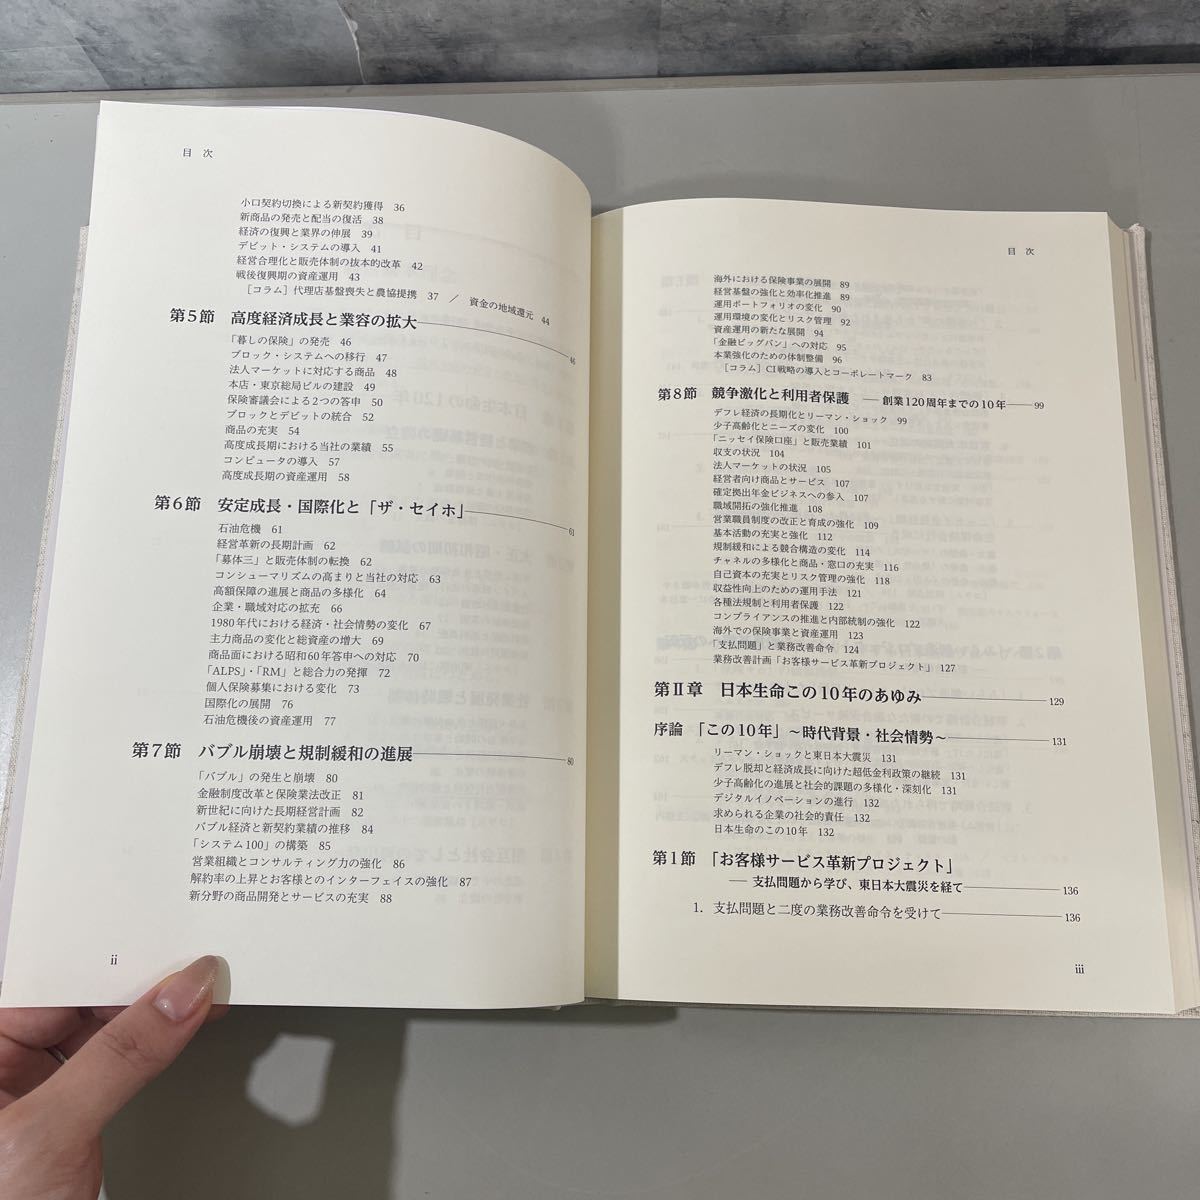 目 次
小口契約切換による新契約獲得 36
新商品の発売と配当の復活 38
経済の復興と業界の伸展 39
デビット・システムの導入 41
経営合理化と販売体制の抜本的改革 42
戦後復興期の資産運用 43
［コラム］代理店基盤喪失と農協提携 37 ／ 資金の地域還元 44
第5節 高度経済成長と業容の拡大 46
「暮しの保険」の発売 46
ブロック・システムへの移行 47
法人マーケットに対応する商品 48
本店・東京総局ビルの建設 49
保険審議会による2つの答申 50
ブロックとデビットの統合 52
商品の充実 54
高度成長期における当社の業績 55
コンピュータの導入 57
高度成長期の資産運用 58
第6節 安定成長・国際化と「ザ・セイホ」 61
石油危機 61
経営革新の長期計画 62
「募体三」と販売体制の転換 62
コンシューマリズムの高まりと当社の対応 63
高額保障の進展と商品の多様化 64
企業・職域対応の拡充 66
1980年代における経済・社会情勢の変化 67
主力商品の変化と総資産の増大 69
商品面における昭和60年答申への対応 70
「ALPS」・「RM」と総合力の発揮 72
個人保険募集における変化 73
国際化の展開 76
石油危機後の資産運用 77
第7節 バブル崩壊と規制緩和の進展 80
「バブル」の発生と崩壊 80
金融制度改革と保険業法改正 81
新世紀に向けた長期経営計画 82
バブル経済と新契約業績の推移 84
「システム100」の構築 85
営業組織とコンサルティング力の強化 86
解約率の上昇とお客様とのインターフェイスの強化 87
新分野の商品開発とサービスの充実 88
ii
目 次
海外における保険事業の展開 89
経営基盤の強化と効率化推進 89
運用ポートフォリオの変化 90
運用環境の変化とリスク管理 92
資産運用の新たな展開 94
「金融ビッグバン」への対応 95
本業強化のための体制整備 96
［コラム］CI戦略の導入とコーポレートマーク 83
第8節 競争激化と利用者保護 ── 創業120周年までの10年 99
デフレ経済の長期化とリーマン・ショック 99
少子高齢化とニーズの変化 100
「ニッセイ保険口座」と販売業績 101
収支の状況 104
法人マーケットの状況 105
経営者向け商品とサービス 107
確定拠出年金ビジネスへの参入 107
職域開拓の強化推進 108
営業職員制度の改正と育成の強化 109
基本活動の充実と強化 112
規制緩和による競合構造の変化 114
チャネルの多様化と商品・窓口の充実 116
自己資本の充実とリスク管理の強化 118
収益性向上のための運用手法 121
各種法規制と利用者保護 122
コンプライアンスの推進と内部統制の強化 122
海外での保険事業と資産運用 123
「支払問題」と業務改善命令 124
業務改善計画「お客様サービス革新プロジェクト」 127
第Ⅱ章 日本生命この10年のあゆみ 129
序論 「この10年」～時代背景・社会情勢～ 131
リーマン・ショックと東日本大震災 131
デフレ脱却と経済成長に向けた超低金利政策の継続 131
少子高齢化の進展と社会的課題の多様化・深刻化 131
デジタルイノベーションの進行 132
求められる企業の社会的責任 132
日本生命のこの10年 132
第1節 「お客様サービス革新プロジェクト」
── 支払問題から学び、東日本大震災を経て 136
1. 支払問題と二度の業務改善命令を受けて 136
iii